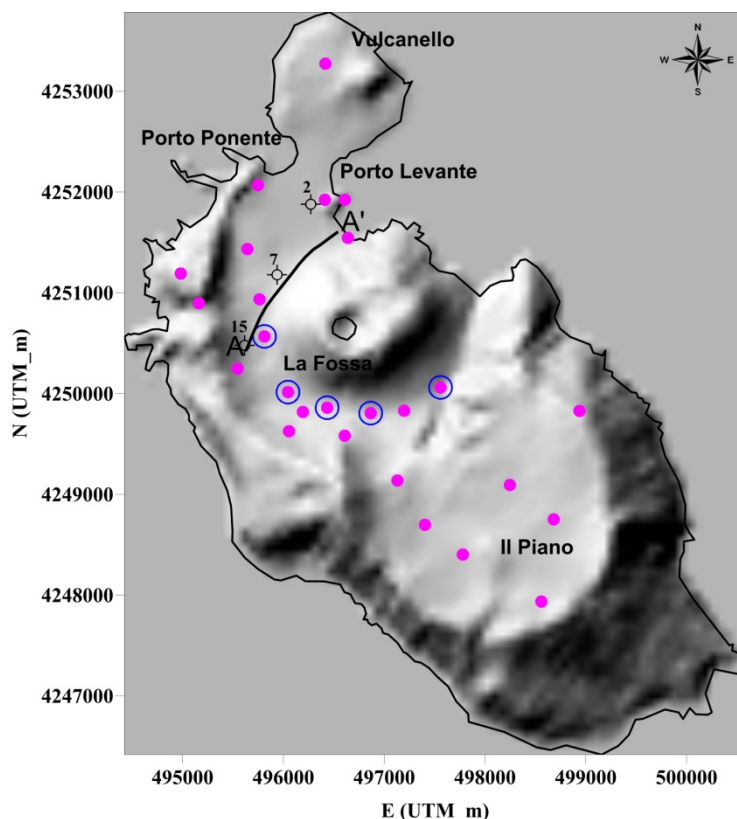 Vulcanello
N
W E
S
4253000
Porto Ponente
4252000
2
Porto Levante
A'
7
4251000
15
A
La Fossa
4250000
4249000
Il Piano
4248000
4247000
N (UTM_m)
495000 496000 497000 498000 499000 500000
E (UTM_m)